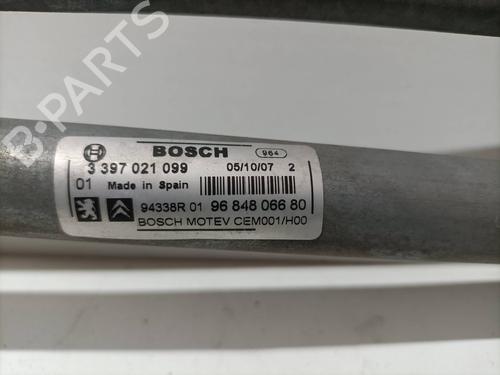 B-PARTS
BOSCH 964
3 397 021 099 05/10/07 2
01 Made in Spain
94338R 01 96 848 066 80
BOSCH MOTEV CEM001/H00